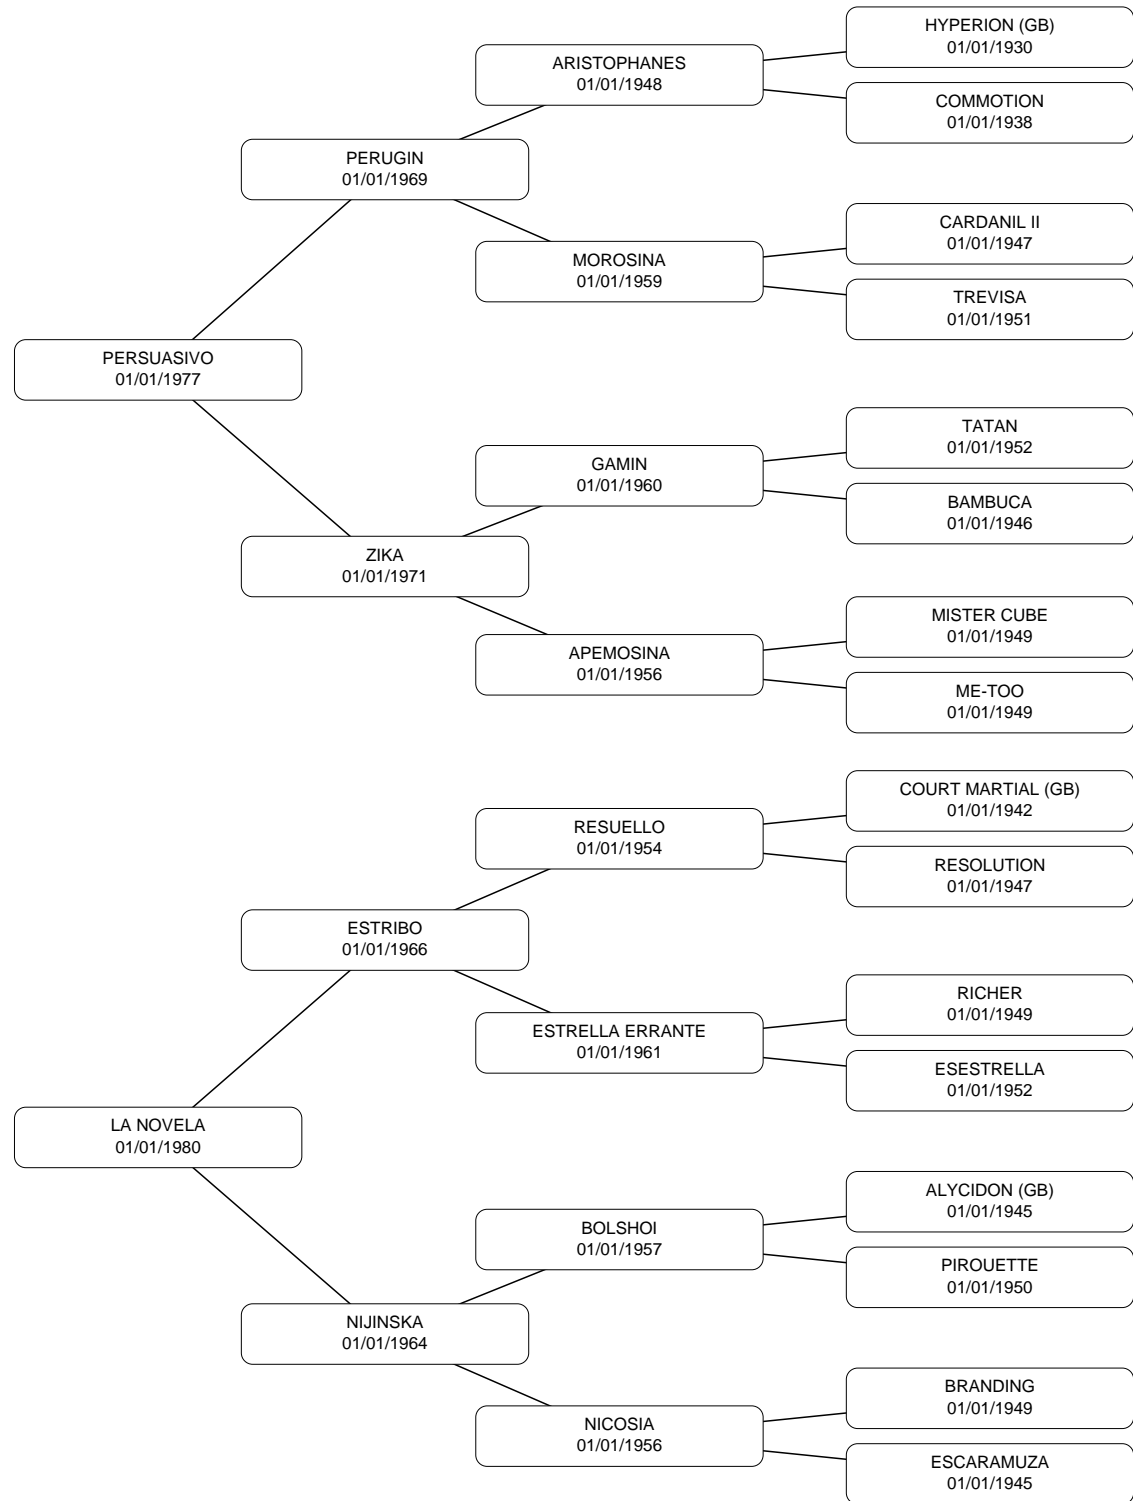 HYPERION (GB)
01/01/1930
ARISTOPHANES
01/01/1948
COMMOTION
01/01/1938
PERUGIN
01/01/1969
CARDANIL II
01/01/1947
MOROSINA
01/01/1959
TREVISA
01/01/1951
PERSUASIVO
01/01/1977
TATAN
01/01/1952
GAMIN
01/01/1960
BAMBUCA
01/01/1946
ZIKA
01/01/1971
MISTER CUBE
01/01/1949
APEMOSINA
01/01/1956
ME-TOO
01/01/1949
COURT MARTIAL (GB)
01/01/1942
RESUELLO
01/01/1954
RESOLUTION
01/01/1947
ESTRIBO
01/01/1966
RICHER
01/01/1949
ESTRELLA ERRANTE
01/01/1961
ESESTRELLA
01/01/1952
LA NOVELA
01/01/1980
ALYCIDON (GB)
01/01/1945
BOLSHOI
01/01/1957
PIROUETTE
01/01/1950
NIJINSKA
01/01/1964
BRANDING
01/01/1949
NICOSIA
01/01/1956
ESCARAMUZA
01/01/1945